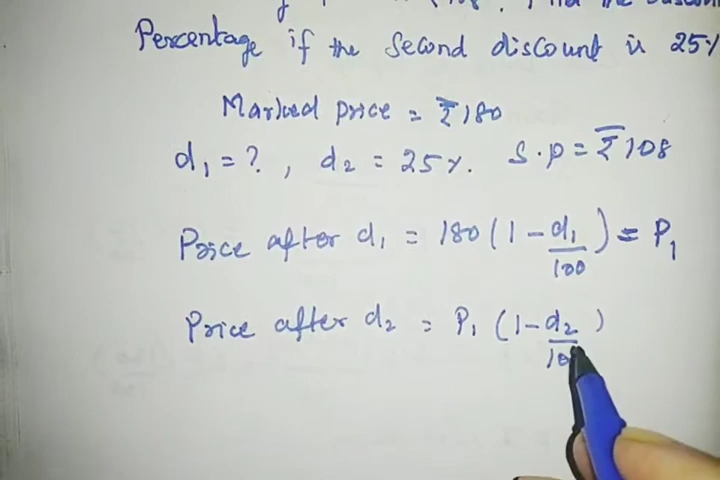 Percentage if the second discount is 25%
Marked price = ₹180
d₁ = ? , d₂ = 25%. S.P = ₹108
Price after d₁ = 180 (1 - d₁/100) = P₁
Price after d₂ = P₁ (1 - d₂/100)